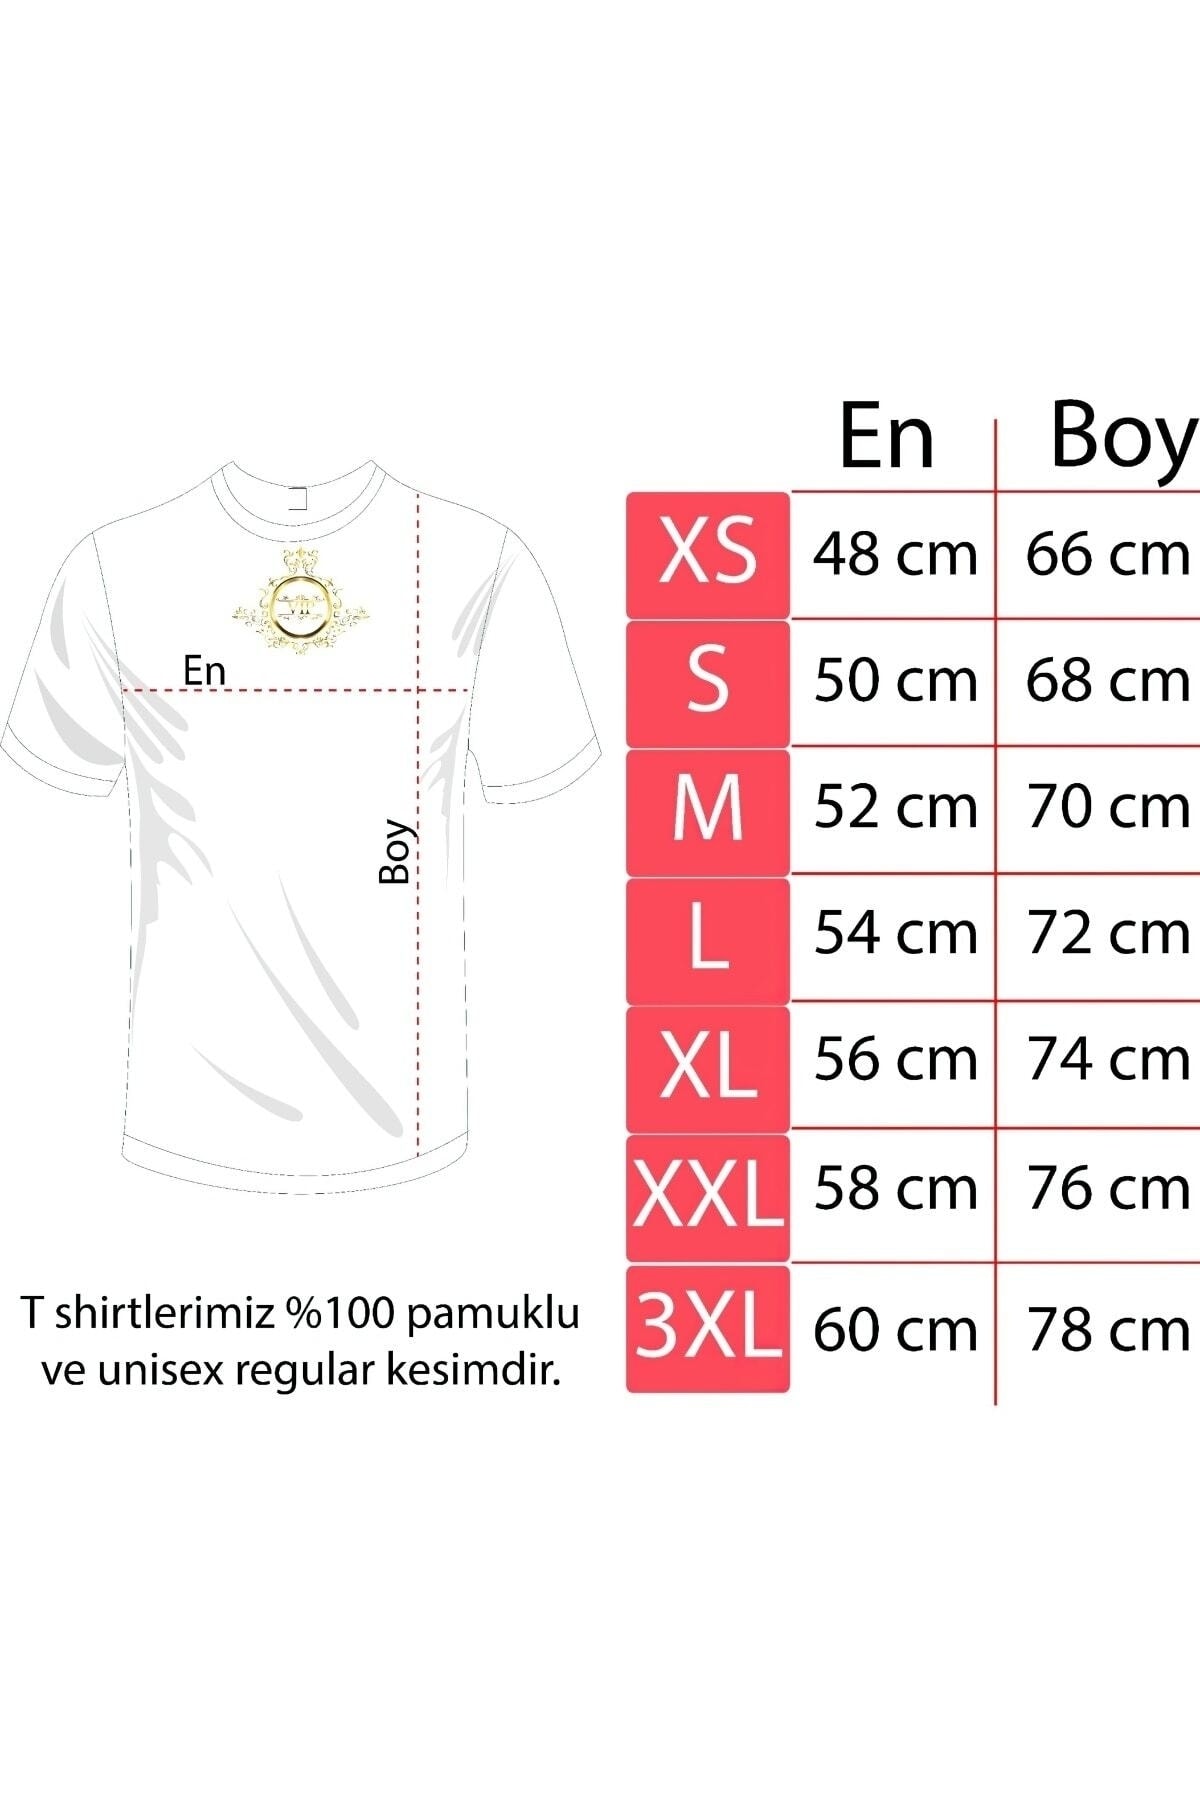 En Boy
XS 48 cm 66 cm
S 50 cm 68 cm
M 52 cm 70 cm
L 54 cm 72 cm
XL 56 cm 74 cm
XXL 58 cm 76 cm
3XL 60 cm 78 cm
VIP
En
Boy
T shirtlerimiz %100 pamuklu
ve unisex regular kesimdir.